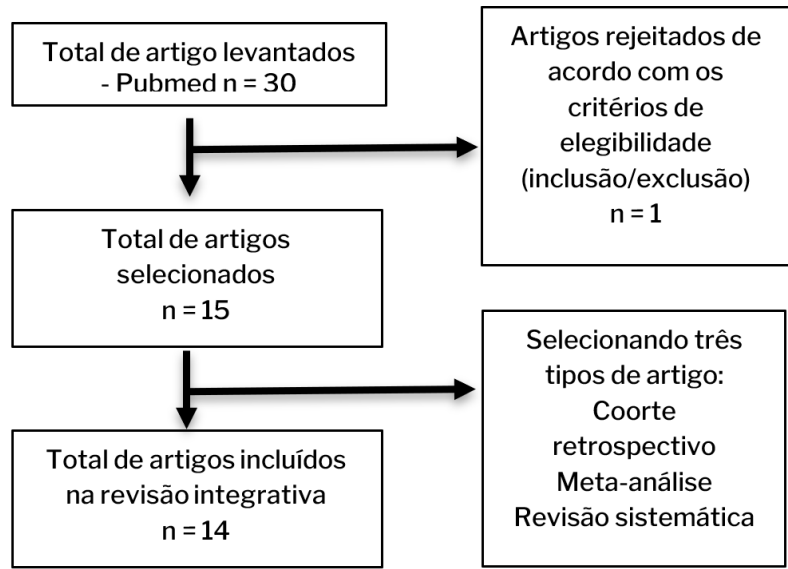 Total de artigo levantados
- Pubmed n = 30
Artigos rejeitados de
acordo com os
critérios de
elegibilidade
(inclusão/exclusão)
n = 1
Total de artigos
selecionados
n = 15
Selecionando três
tipos de artigo:
Coorte
retrospectivo
Meta-análise
Revisão sistemática
Total de artigos incluídos
na revisão integrativa
n = 14